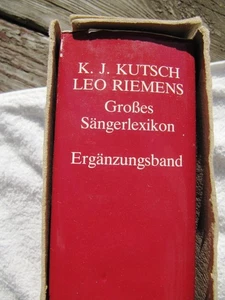 K. J. KUTSCH
LEO RIEMENS
Großes
Sängerlexikon
Ergänzungsband